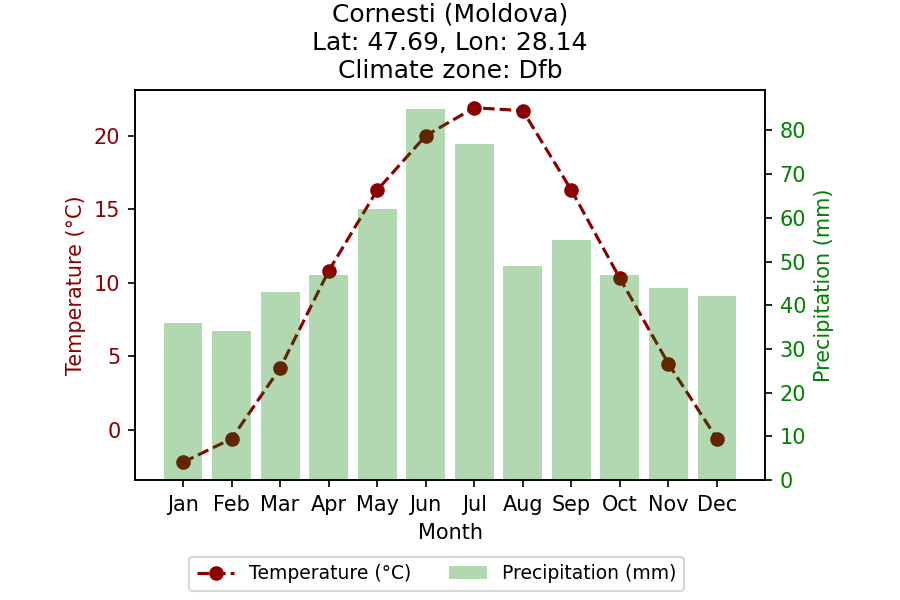 Cornesti (Moldova)
Lat: 47.69, Lon: 28.14
Climate zone: Dfb
Temperature (°C)
20
15
10
5
0
80
70
60
50
40
30
20
10
0
Precipitation (mm)
Jan Feb Mar Apr May Jun Jul Aug Sep Oct Nov Dec
Month
Temperature (°C) Precipitation (mm)